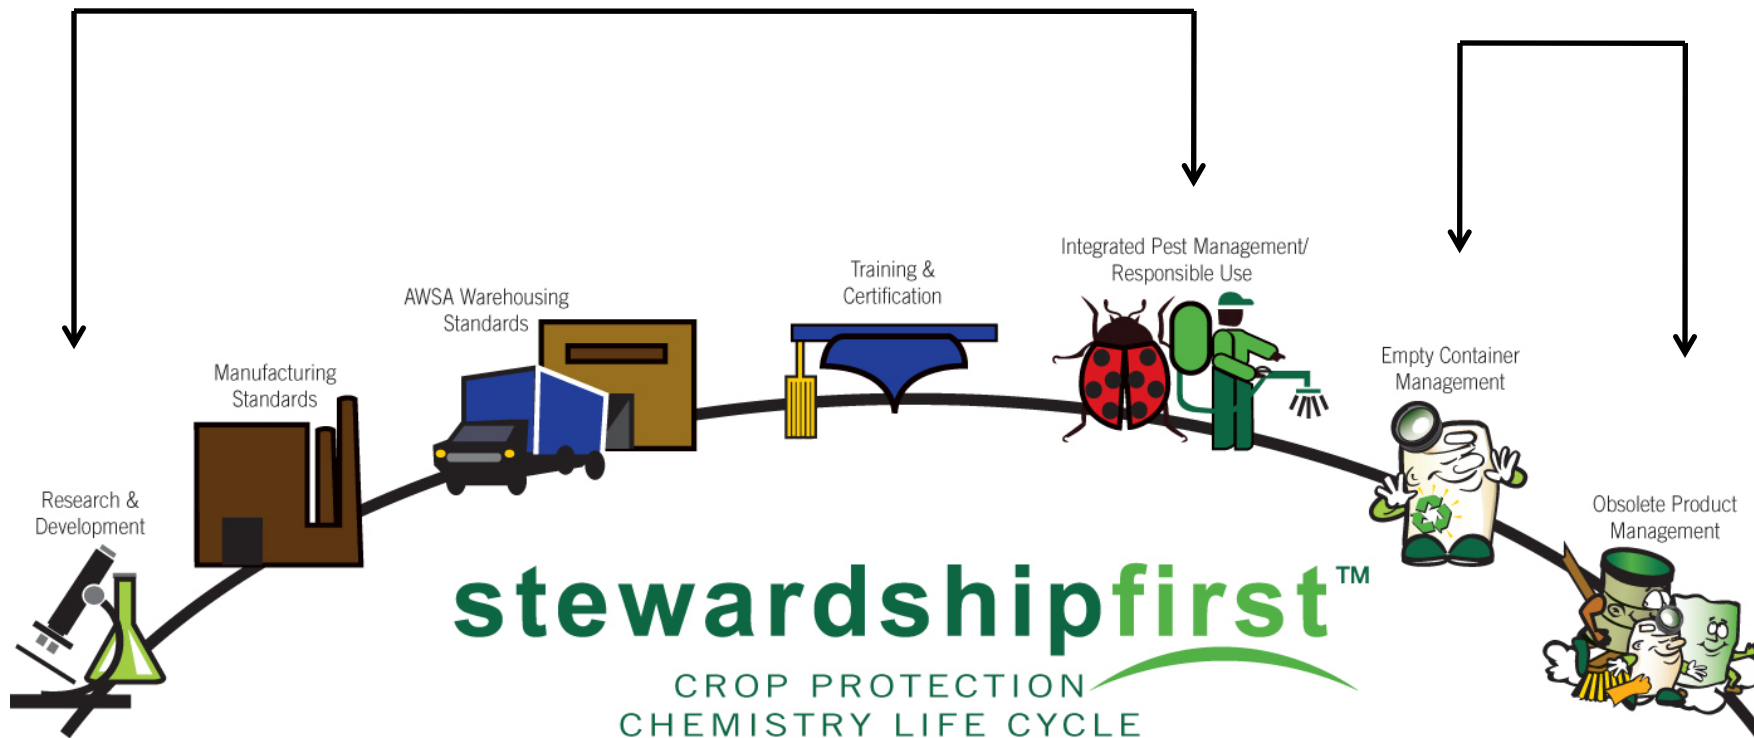 Research &
Development
Manufacturing
Standards
AWSA Warehousing
Standards
Training &
Certification
Integrated Pest Management/
Responsible Use
Empty Container
Management
Obsolete Product
Management
stewardshipfirst™
CROP PROTECTION
CHEMISTRY LIFE CYCLE